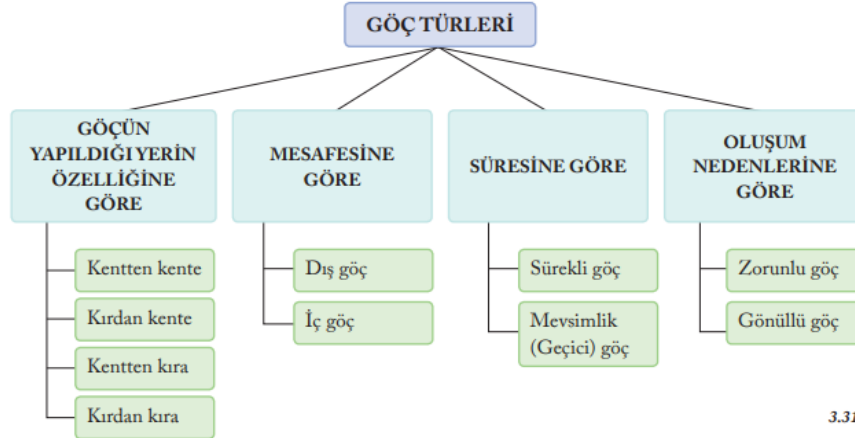 GÖÇ TÜRLERİ
GÖÇÜN
YAPILDIĞI YERİN
ÖZELLİĞİNE
GÖRE
Kentten kente
Kırdan kente
Kentten kıra
Kırdan kıra
MESAFESİNE
GÖRE
Dış göç
İç göç
SÜRESİNE GÖRE
Sürekli göç
Mevsimlik
(Geçici) göç
OLUŞUM
NEDENLERİNE
GÖRE
Zorunlu göç
Gönüllü göç
3.31